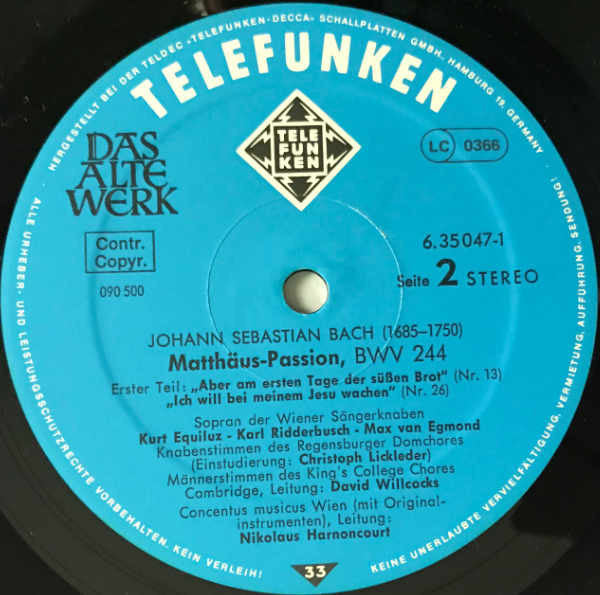 HERGESTELLT BEI DER TELDEC »TELEFUNKEN-DECCA« SCHALLPLATTEN GMBH., HAMBURG 19, GERMANY
TELEFUNKEN
TELE
FUN
KEN
DAS
ALTE
WERK
LC 0366
Contr.
Copyr.
090 500
6.35047-1
Seite 2 STEREO
JOHANN SEBASTIAN BACH (1685–1750)
Matthäus-Passion, BWV 244
Erster Teil: „Aber am ersten Tage der süßen Brot“ (Nr. 13)
„Ich will bei meinem Jesu wachen“ (Nr. 26)
Sopran der Wiener Sängerknaben
Kurt Equiluz - Karl Ridderbusch - Max van Egmond
Knabenstimmen des Regensburger Domchores
(Einstudierung: Christoph Lickleder)
Männerstimmen des King's College Chores
Cambridge, Leitung: David Willcocks
Concentus musicus Wien (mit Original-
instrumenten), Leitung:
Nikolaus Harnoncourt
33
ALLE URHEBER- UND LEISTUNGSSCHUTZRECHTE VORBEHALTEN. KEIN VERLEIH!
KEINE UNERLAUBTE VERVIELFÄLTIGUNG, VERMIETUNG, AUFFÜHRUNG, SENDUNG!